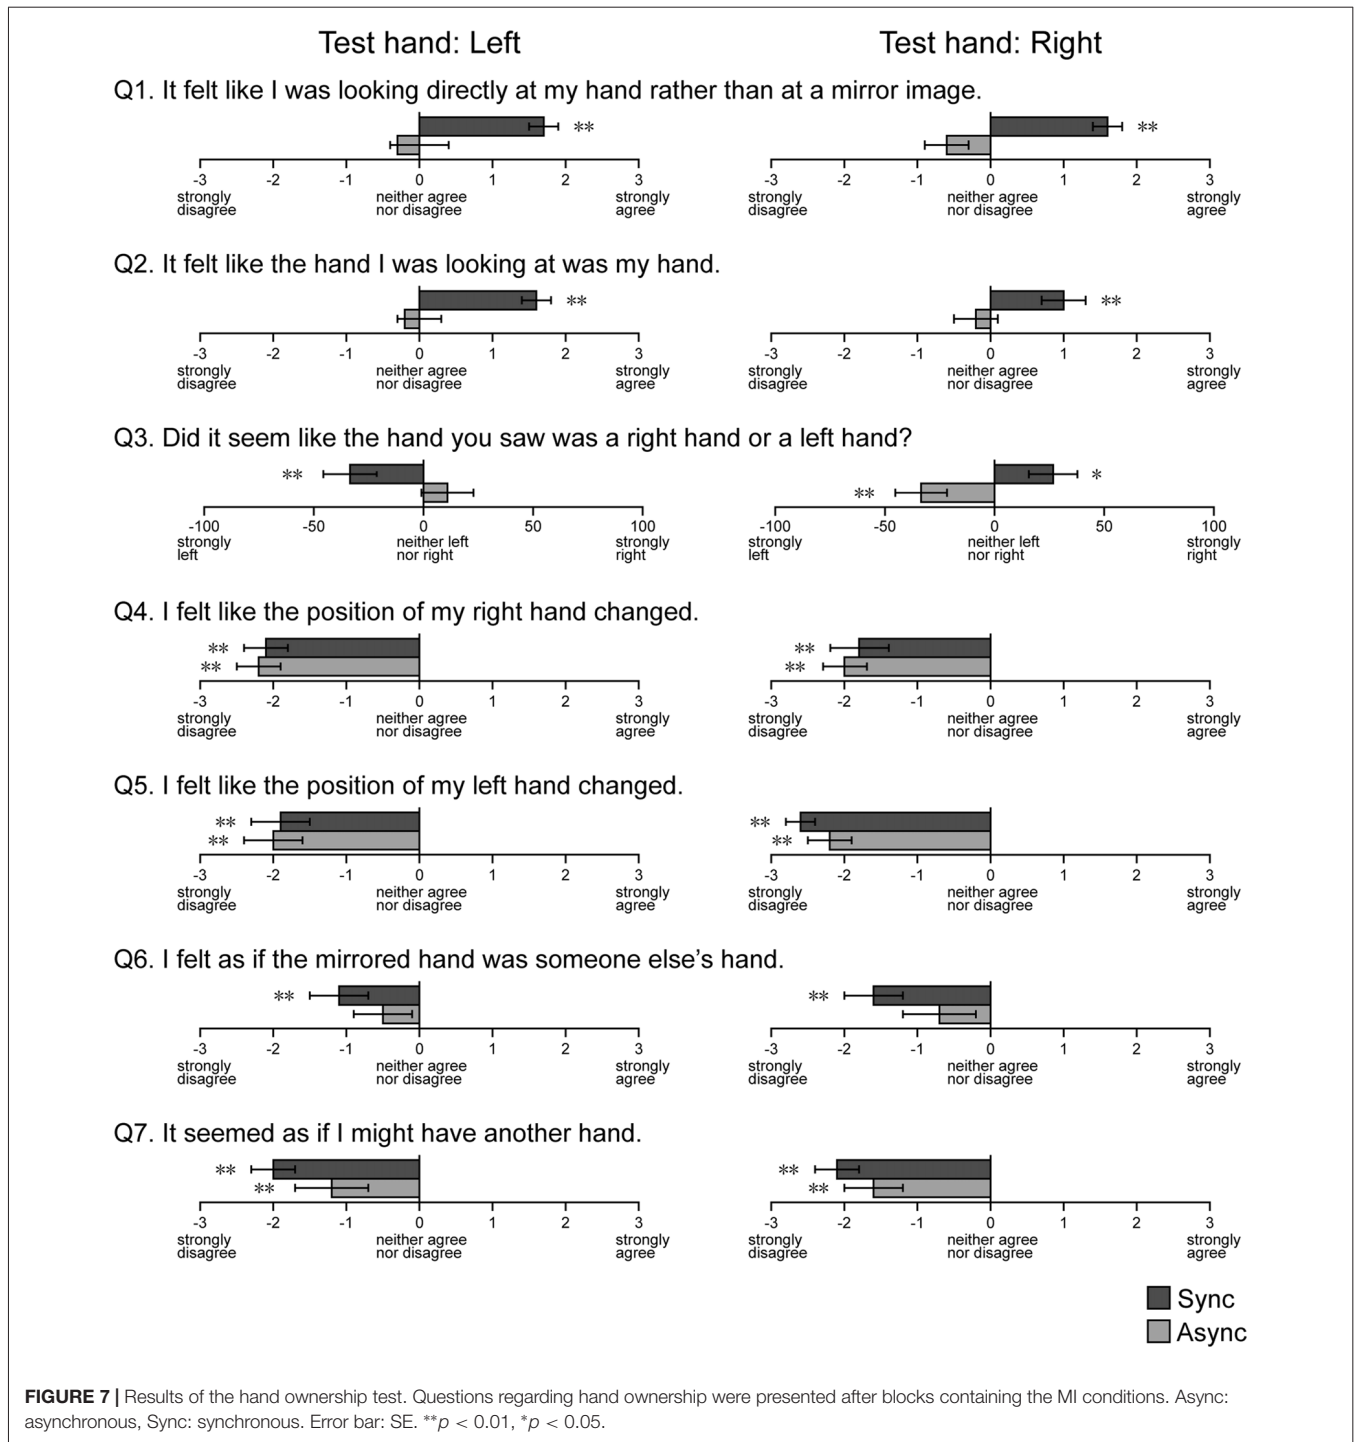 Test hand: Left Test hand: Right
Q1. It felt like I was looking directly at my hand rather than at a mirror image.
** **
-3 -2 -1 0 1 2 3 -3 -2 -1 0 1 2 3
strongly neither agree strongly strongly neither agree strongly
disagree nor disagree agree disagree nor disagree agree
Q2. It felt like the hand I was looking at was my hand.
** **
-3 -2 -1 0 1 2 3 -3 -2 -1 0 1 2 3
strongly neither agree strongly strongly neither agree strongly
disagree nor disagree agree disagree nor disagree agree
Q3. Did it seem like the hand you saw was a right hand or a left hand?
** *
**
-100 -50 0 50 100 -100 -50 0 50 100
strongly neither left strongly strongly neither left strongly
left nor right right left nor right right
Q4. I felt like the position of my right hand changed.
** **
** **
-3 -2 -1 0 1 2 3 -3 -2 -1 0 1 2 3
strongly neither agree strongly strongly neither agree strongly
disagree nor disagree agree disagree nor disagree agree
Q5. I felt like the position of my left hand changed.
** **
** **
-3 -2 -1 0 1 2 3 -3 -2 -1 0 1 2 3
strongly neither agree strongly strongly neither agree strongly
disagree nor disagree agree disagree nor disagree agree
Q6. I felt as if the mirrored hand was someone else’s hand.
** **
-3 -2 -1 0 1 2 3 -3 -2 -1 0 1 2 3
strongly neither agree strongly strongly neither agree strongly
disagree nor disagree agree disagree nor disagree agree
Q7. It seemed as if I might have another hand.
** **
** **
-3 -2 -1 0 1 2 3 -3 -2 -1 0 1 2 3
strongly neither agree strongly strongly neither agree strongly
disagree nor disagree agree disagree nor disagree agree
Sync
Async
FIGURE 7 | Results of the hand ownership test. Questions regarding hand ownership were presented after blocks containing the MI conditions. Async:
asynchronous, Sync: synchronous. Error bar: SE. **p < 0.01, *p < 0.05.